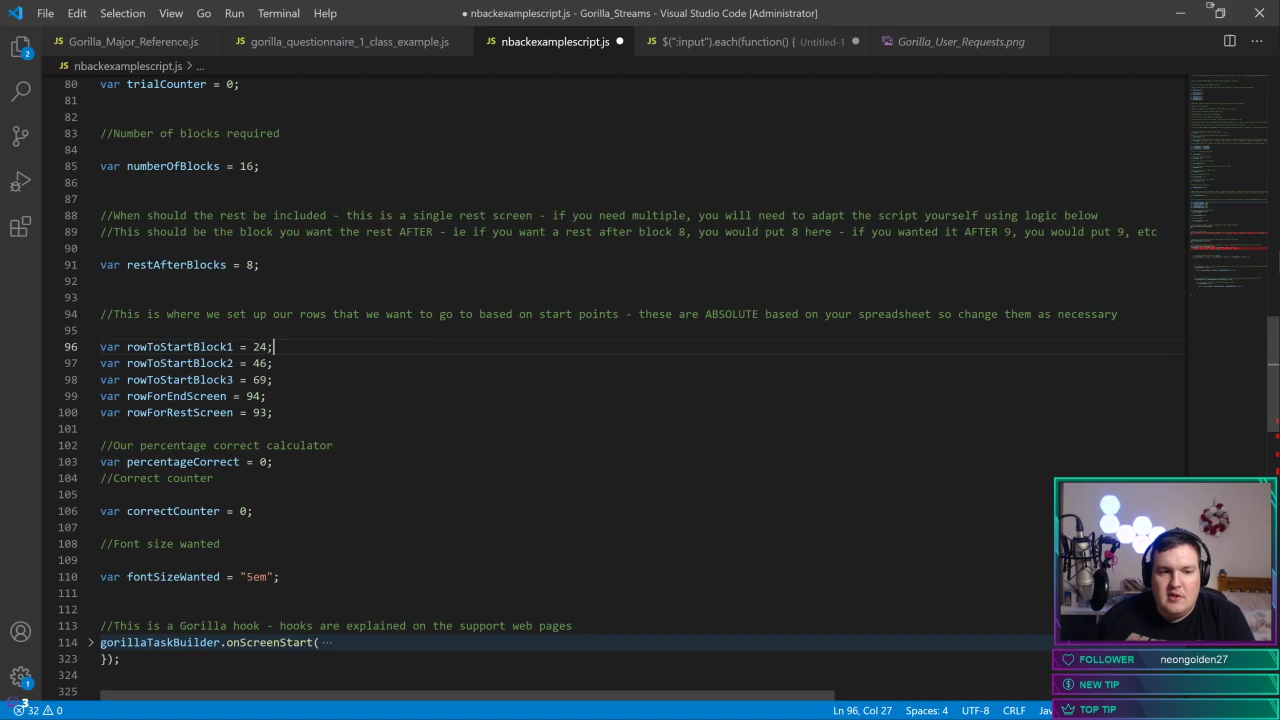 File Edit Selection View Go Run Terminal Help
● nbackexamplescript.js - Gorilla_Streams - Visual Studio Code [Administrator]
JS Gorilla_Major_Reference.js
JS gorilla_questionnaire_1_class_example.js
JS nbackexamplescript.js ●
JS $(":input").each(function() { Untitled-1 ●
Gorilla_User_Requests.png
JS nbackexamplescript.js > ...
80 var trialCounter = 0;
81
82
83 //Number of blocks required
84
85 var numberOfBlocks = 16;
86
87
88 //When should the rest be included - this is a single rest screen - if you need multiple, you will need to adapt the script yourself using logic below
89 //This should be the block you want the rest AFTER - ie if you want a rest after block 8, you would put 8 here - if you wanted it AFTER 9, you would put 9, etc
90
91 var restAfterBlocks = 8;
92
93
94 //This is where we set up our rows that we want to go to based on start points - these are ABSOLUTE based on your spreadsheet so change them as necessary
95
96 var rowToStartBlock1 = 24;
97 var rowToStartBlock2 = 46;
98 var rowToStartBlock3 = 69;
99 var rowForEndScreen = 94;
100 var rowForRestScreen = 93;
101
102 //Our percentage correct calculator
103 var percentageCorrect = 0;
104 //Correct counter
105
106 var correctCounter = 0;
107
108 //Font size wanted
109
110 var fontSizeWanted = "5em";
111
112
113 //This is a Gorilla hook - hooks are explained on the support web pages
114 gorillaTaskBuilder.onScreenStart( ···
323 });
324
325
2
1
3
FOLLOWER neongolden27
NEW TIP
TOP TIP
32 0
Ln 96, Col 27 Spaces: 4 UTF-8 CRLF